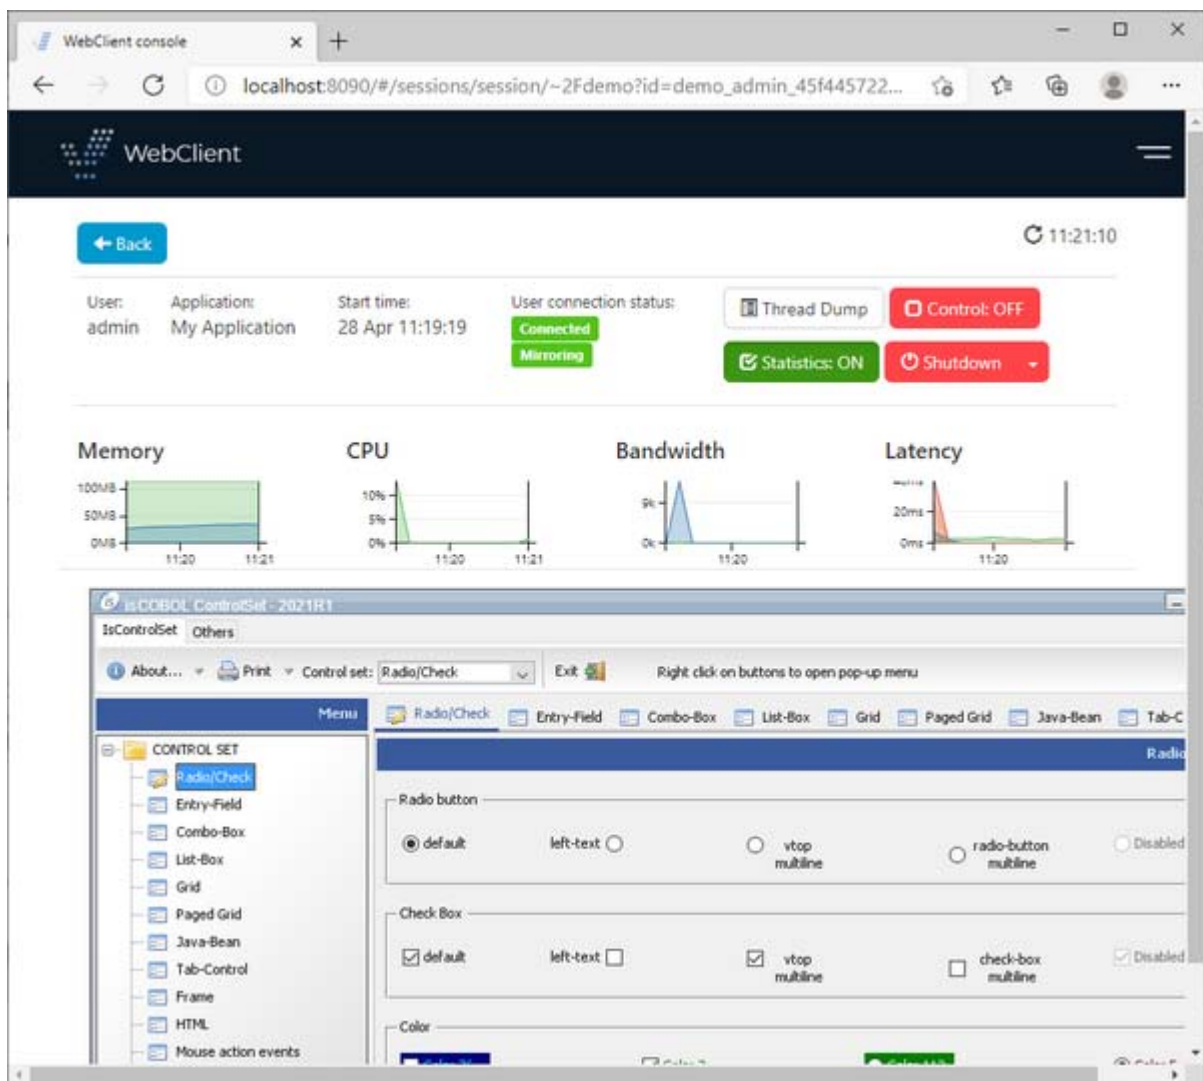 WebClient console
localhost:8090/#/sessions/session/~2Fdemo?id=demo_admin_45f445722...
WebClient
Back
11:21:10
User: Application: Start time: User connection status:
admin My Application 28 Apr 11:19:19
Connected
Mirroring
Thread Dump Control: OFF
Statistics: ON Shutdown
Memory CPU Bandwidth Latency
100MB
50MB
0MB
11:20 11:21
10%
5%
0%
11:20 11:21
9k
0k
11:20
20ms
0ms
11:20
isCOBOL ControlSet - 2021R1
IsControlSet Others
About... Print Control set: Radio/Check Exit Right click on buttons to open pop-up menu
Menu
Radio/Check Entry-Field Combo-Box List-Box Grid Paged Grid Java-Bean Tab-C
CONTROL SET
Radio/Check
Entry-Field
Combo-Box
List-Box
Grid
Paged Grid
Java-Bean
Tab-Control
Frame
HTML
Mouse action events
Radio
Radio button
default left-text vtop multiline radio-button multiline Disabled
Check Box
default left-text vtop multiline check-box multiline Disabled
Color